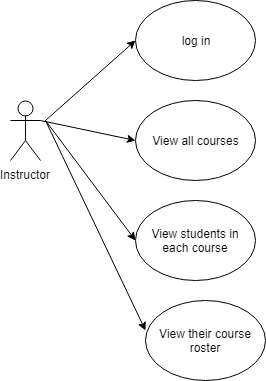 log in
View all courses
Instructor
View students in
each course
View their course
roster